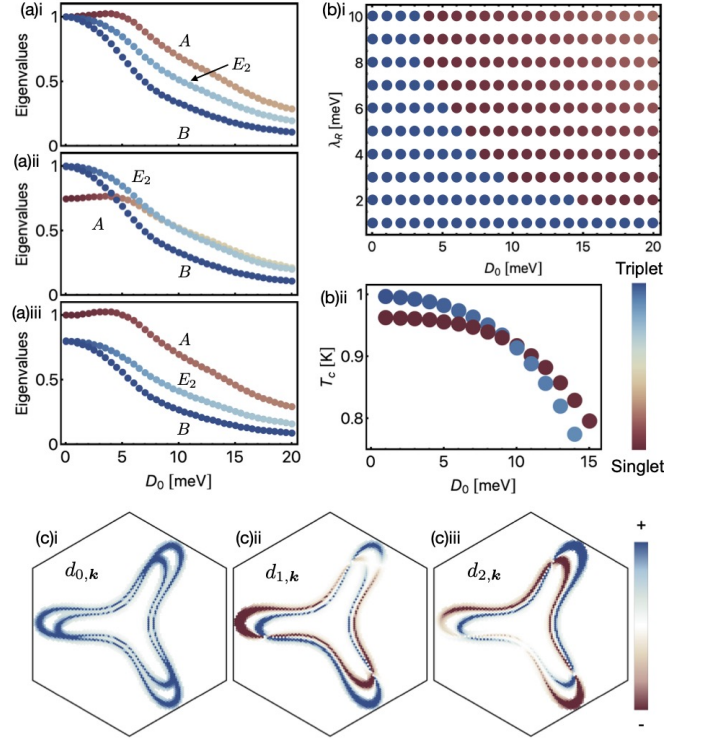 (a)i
Eigenvalues
1
0.5
0
A
E₂
B
(a)ii
Eigenvalues
1
0.5
0
E₂
A
B
(a)iii
Eigenvalues
1
0.5
0
A
E₂
B
0 5 10 15 20
D₀ [meV]
(b)i
λ_R [meV]
10
8
6
4
2
0 5 10 15 20
D₀ [meV]
(b)ii
T_c [K]
1
0.9
0.8
0 5 10 15
D₀ [meV]
Triplet
Singlet
(c)i
d₀,𝒌
(c)ii
d₁,𝒌
(c)iii
d₂,𝒌
+
-